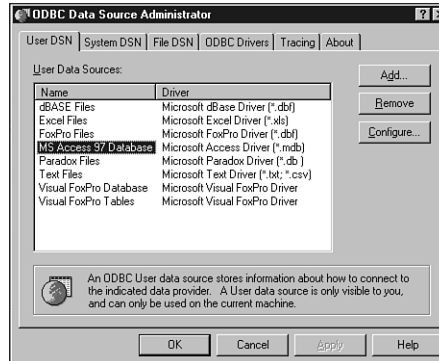 ODBC Data Source Administrator
User DSN System DSN File DSN ODBC Drivers Tracing About
User Data Sources:
Name Driver
dBASE Files Microsoft dBase Driver (*.dbf)
Excel Files Microsoft Excel Driver (*.xls)
FoxPro Files Microsoft FoxPro Driver (*.dbf)
MS Access 97 Database Microsoft Access Driver (*.mdb)
Paradox Files Microsoft Paradox Driver (*.db )
Text Files Microsoft Text Driver (*.txt; *.csv)
Visual FoxPro Database Microsoft Visual FoxPro Driver
Visual FoxPro Tables Microsoft Visual FoxPro Driver
Add...
Remove
Configure...
An ODBC User data source stores information about how to connect to
the indicated data provider. A User data source is only visible to you,
and can only be used on the current machine.
OK Cancel Apply Help